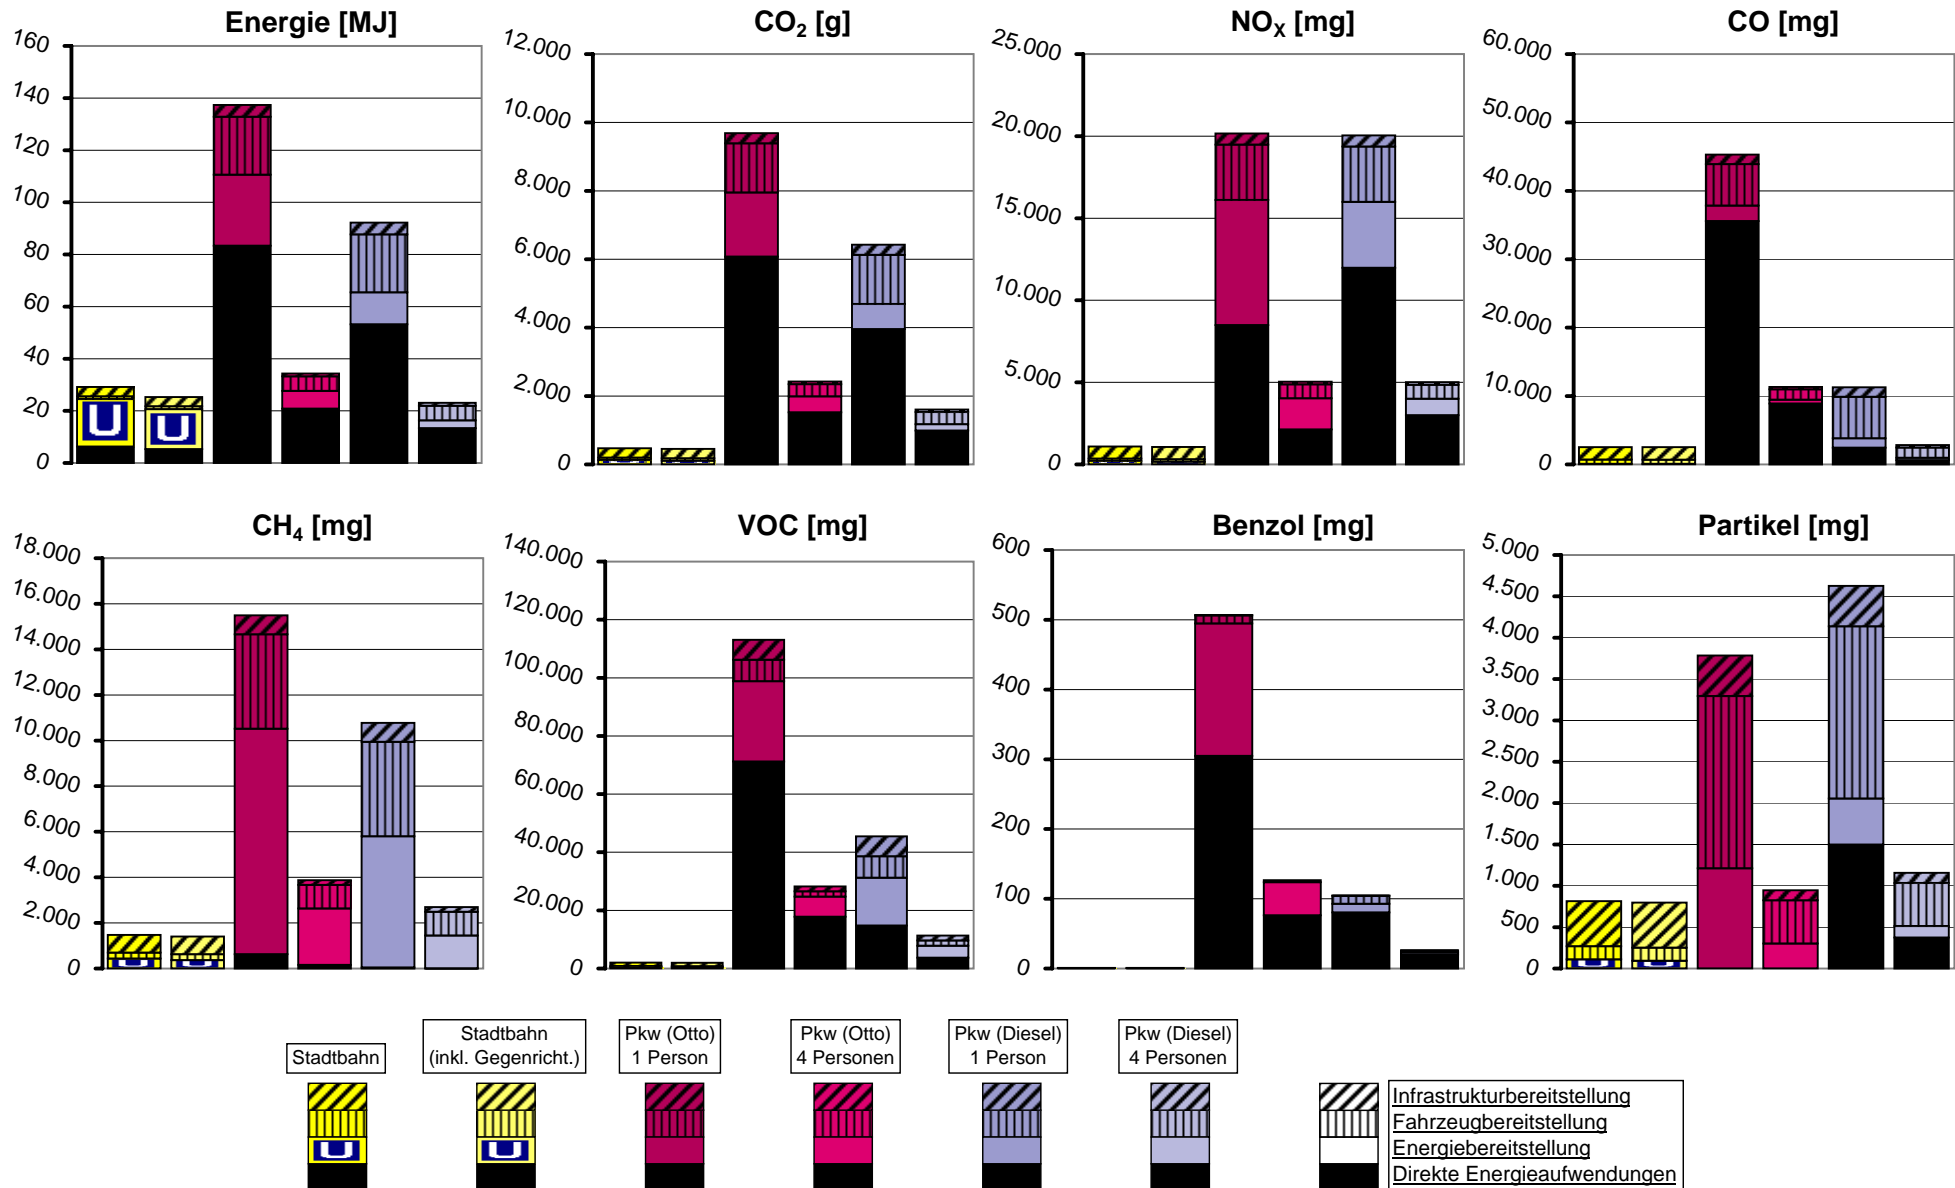 Energie [MJ]
160
140
120
100
80
60
40
20
0
CO₂ [g]
12.000
10.000
8.000
6.000
4.000
2.000
0
NOₓ [mg]
25.000
20.000
15.000
10.000
5.000
0
CO [mg]
60.000
50.000
40.000
30.000
20.000
10.000
0
CH₄ [mg]
18.000
16.000
14.000
12.000
10.000
8.000
6.000
4.000
2.000
0
VOC [mg]
140.000
120.000
100.000
80.000
60.000
40.000
20.000
0
Benzol [mg]
600
500
400
300
200
100
0
Partikel [mg]
5.000
4.500
4.000
3.500
3.000
2.500
2.000
1.500
1.000
500
0
U
U
Stadtbahn
Stadtbahn
(inkl. Gegenricht.)
Pkw (Otto)
1 Person
Pkw (Otto)
4 Personen
Pkw (Diesel)
1 Person
Pkw (Diesel)
4 Personen
U
U
Infrastrukturbereitstellung
Fahrzeugbereitstellung
Energiebereitstellung
Direkte Energieaufwendungen